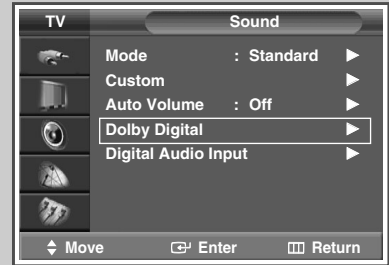 TV Sound
Mode : Standard
Custom
Auto Volume : Off
Dolby Digital
Digital Audio Input
Move Enter Return